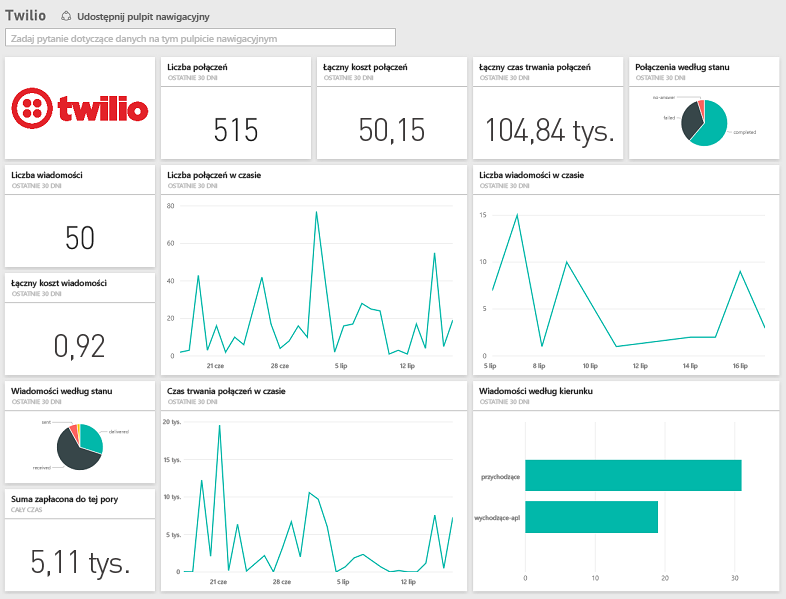 Twilio Udostępnij pulpit nawigacyjny
Zadaj pytanie dotyczące danych na tym pulpicie nawigacyjnym
twilio
Liczba połączeń
OSTATNIE 30 DNI
515
Łączny koszt połączeń
OSTATNIE 30 DNI
50,15
Łączny czas trwania połączeń
OSTATNIE 30 DNI
104,84 tys.
Połączenia według stanu
OSTATNIE 30 DNI
no-answer
failed
completed
Liczba wiadomości
OSTATNIE 30 DNI
50
Łączny koszt wiadomości
OSTATNIE 30 DNI
0,92
Liczba połączeń w czasie
OSTATNIE 30 DNI
80
60
40
20
0
21 cze 28 cze 5 lip 12 lip
Liczba wiadomości w czasie
OSTATNIE 30 DNI
15
10
5
0
5 lip 8 lip 10 lip 12 lip 14 lip 16 lip
Wiadomości według stanu
OSTATNIE 30 DNI
sent
delivered
received
Suma zapłacona do tej pory
CAŁY CZAS
5,11 tys.
Czas trwania połączeń w czasie
OSTATNIE 30 DNI
20 tys.
15 tys.
10 tys.
5 tys.
0
21 cze 28 cze 5 lip 12 lip
Wiadomości według kierunku
OSTATNIE 30 DNI
przychodzące
wychodzące-apl
0 10 20 30